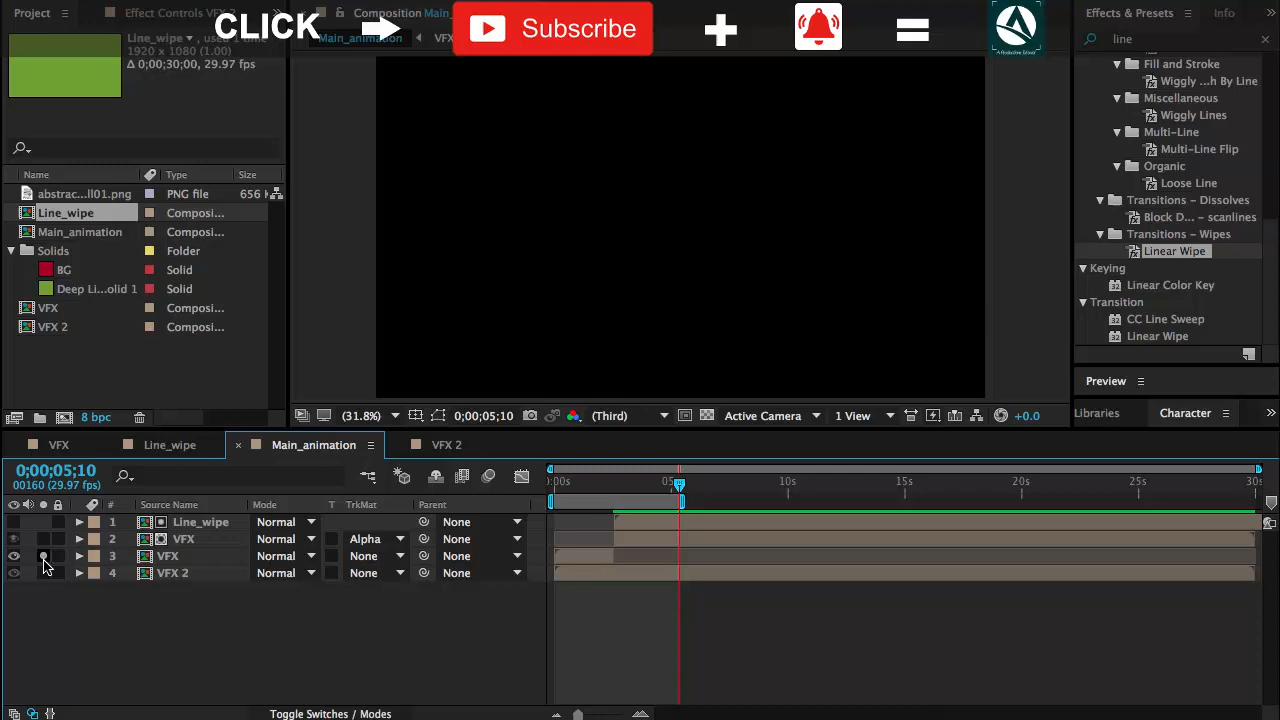 Project
Effect Controls VFX 2
Composition Main_
Effects & Presets
Info
CLICK
Subscribe
Line_wipe
1920 x 1080 (1.00)
Δ 0;00;30;00, 29.97 fps
Main_animation
line
Fill and Stroke
Wiggly ...h By Line
Miscellaneous
Wiggly Lines
Multi-Line
Multi-Line Flip
Organic
Loose Line
Transitions – Dissolves
Block D... – scanlines
Transitions – Wipes
Linear Wipe
Keying
Linear Color Key
Transition
CC Line Sweep
Linear Wipe
Name
Type
Size
abstrac...ll01.png
PNG file
656
Line_wipe
Composi...
Main_animation
Composi...
Solids
Folder
BG
Solid
Deep Li...olid 1
Solid
VFX
Composi...
VFX 2
Composi...
Preview
8 bpc
(31.8%)
0;00;05;10
(Third)
Active Camera
1 View
+0.0
Libraries
Character
VFX
Line_wipe
Main_animation
VFX 2
0;00;05;10
00160 (29.97 fps)
:00s
05
10s
15s
20s
25s
30s
#
Source Name
Mode
T
TrkMat
Parent
1
Line_wipe
Normal
None
2
VFX
Normal
Alpha
None
3
VFX
Normal
None
None
4
VFX 2
Normal
None
None
Toggle Switches / Modes